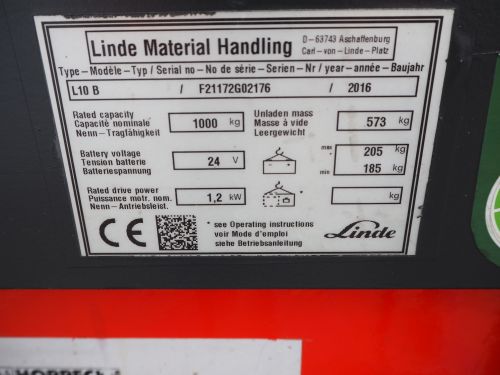 Linde Material Handling
D-63743 Aschaffenburg
Carl-von-Linde-Platz
Type-Modèle-Typ / Serial no-No de série-Serien-Nr / year-année-Baujahr
L10 B / F21172G02176 / 2016
Rated capacity
Capacité nominale
Nenn-Tragfähigkeit
1000 kg
Unladen mass
Masse à vide
Leergewicht
573 kg
Battery voltage
Tension batterie
Batteriespannung
24 V
max 205 kg
min 185 kg
Rated drive power
Puissance motr. nom.
Nenn-Antriebsleist.
1,2 kW
kg
CE
* see Operating instructions
voir Mode d'emploi
siehe Betriebsanleitung
Linde